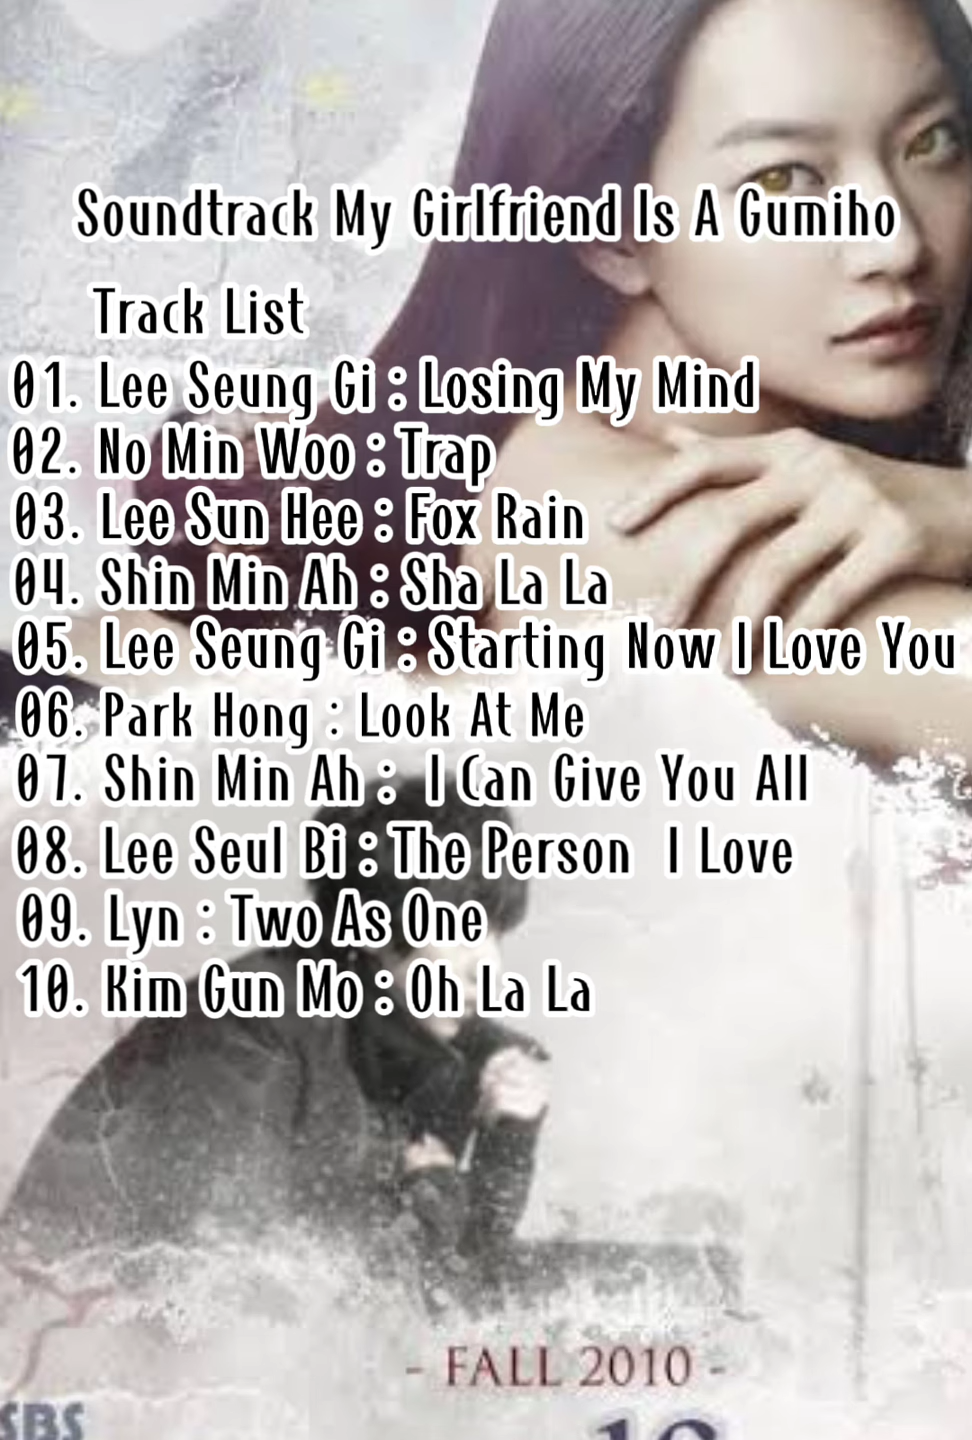 Soundtrack My Girlfriend Is A Gumiho
Track List
01. Lee Seung Gi : Losing My Mind
02. No Min Woo : Trap
03. Lee Sun Hee : Fox Rain
04. Shin Min Ah : Sha La La
05. Lee Seung Gi : Starting Now I Love You
06. Park Hong : Look At Me
07. Shin Min Ah : I Can Give You All
08. Lee Seul Bi : The Person I Love
09. Lyn : Two As One
10. Kim Gun Mo : Oh La La
- FALL 2010 -
SBS